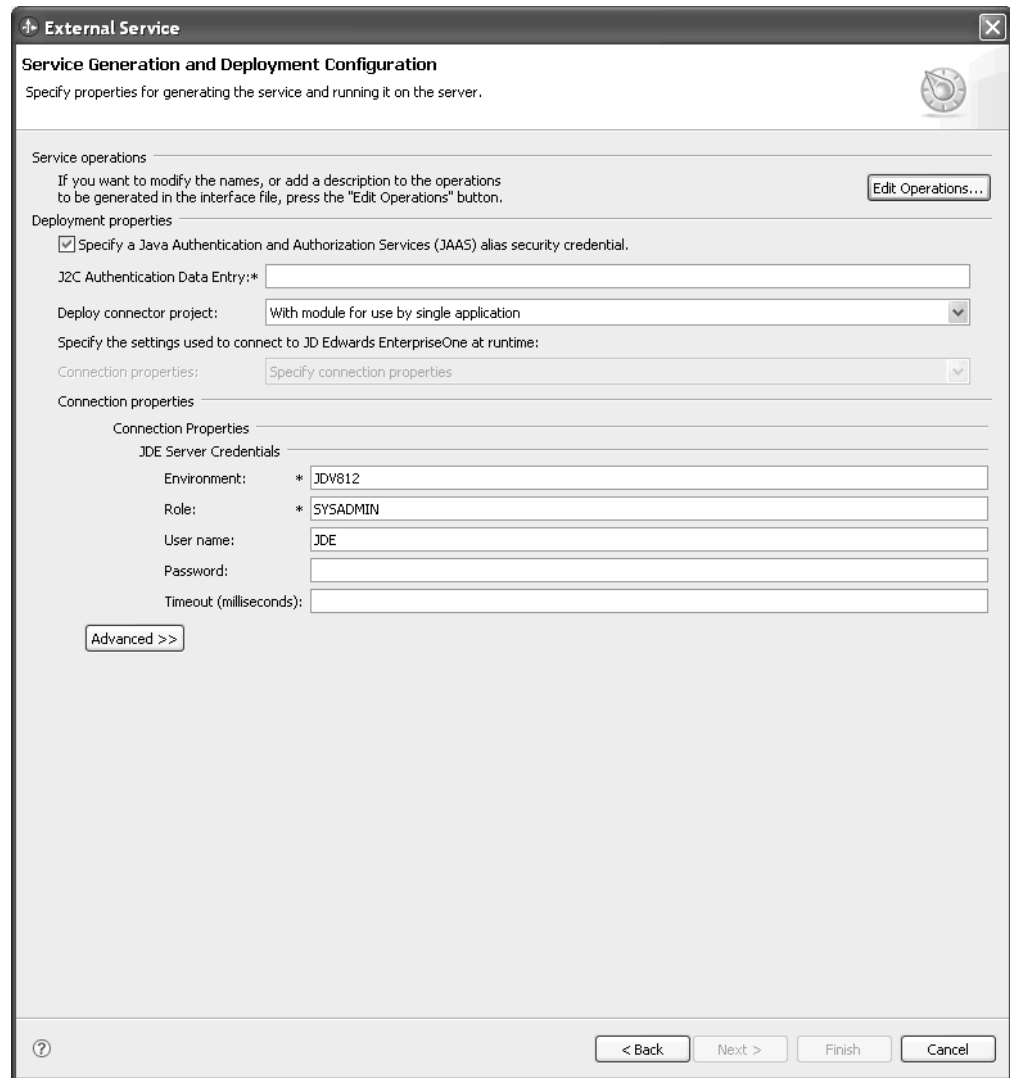 External Service
Service Generation and Deployment Configuration
Specify properties for generating the service and running it on the server.
Service operations
If you want to modify the names, or add a description to the operations
to be generated in the interface file, press the "Edit Operations" button.
Edit Operations...
Deployment properties
Specify a Java Authentication and Authorization Services (JAAS) alias security credential.
J2C Authentication Data Entry:*
Deploy connector project: With module for use by single application
Specify the settings used to connect to JD Edwards EnterpriseOne at runtime:
Connection properties: Specify connection properties
Connection properties
Connection Properties
JDE Server Credentials
Environment: * JDV812
Role: * SYSADMIN
User name: JDE
Password:
Timeout (milliseconds):
Advanced >>
? < Back Next > Finish Cancel